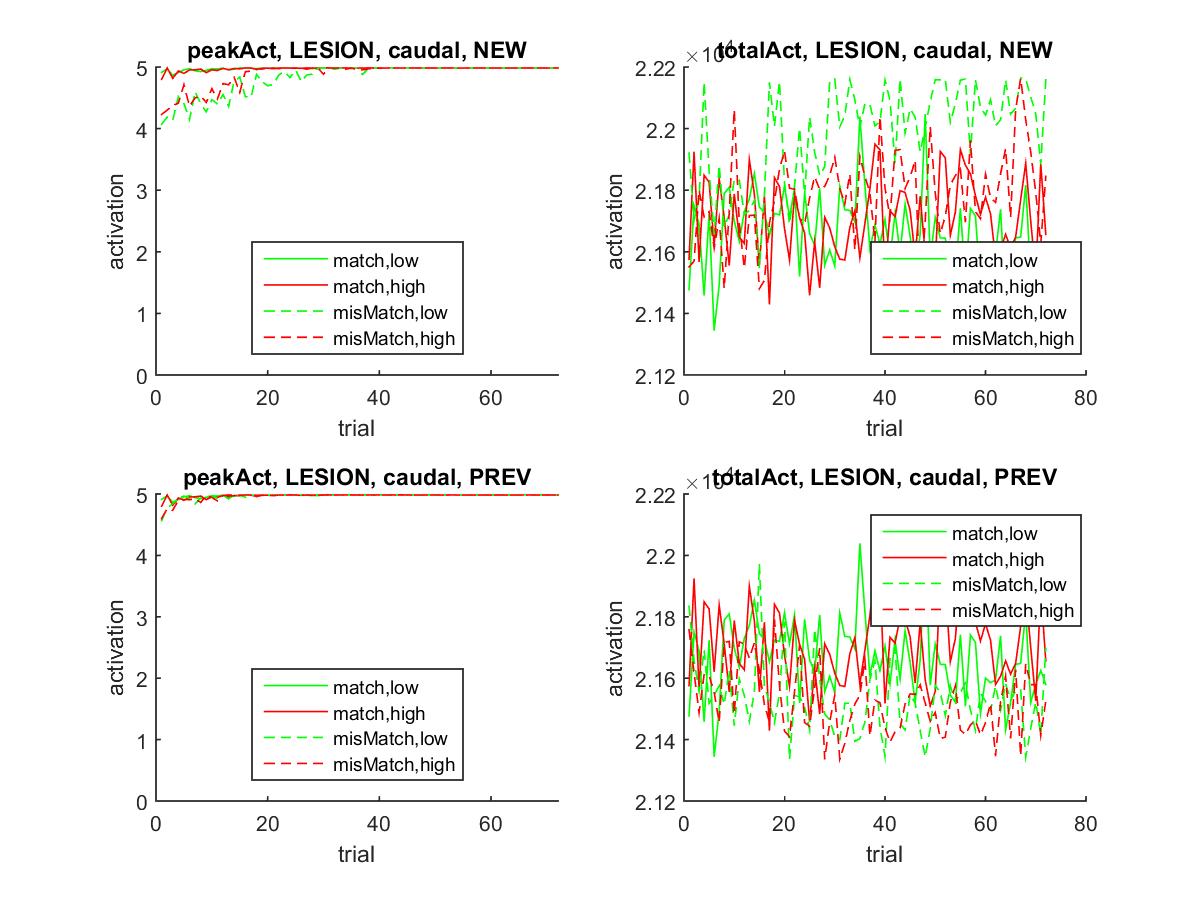 peakAct, LESION, caudal, NEW
activation
5
4
3
2
1
0
0 20 40 60
trial
match,low
match,high
misMatch,low
misMatch,high
×10^4
totalAct, LESION, caudal, NEW
activation
2.22
2.2
2.18
2.16
2.14
2.12
0 20 40 60 80
trial
match,low
match,high
misMatch,low
misMatch,high
peakAct, LESION, caudal, PREV
activation
5
4
3
2
1
0
0 20 40 60
trial
match,low
match,high
misMatch,low
misMatch,high
×10^4
totalAct, LESION, caudal, PREV
activation
2.22
2.2
2.18
2.16
2.14
2.12
0 20 40 60 80
trial
match,low
match,high
misMatch,low
misMatch,high